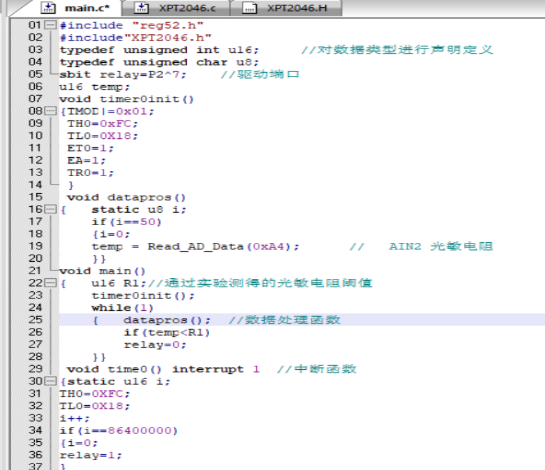 main.c* XPT2046.c XPT2046.H
01 #include "reg52.h"
02 #include"XPT2046.h"
03 typedef unsigned int u16; //对数据类型进行声明定义
04 typedef unsigned char u8;
05 sbit relay=P2^7; //驱动端口
06 u16 temp;
07 void timer0init()
08 {TMOD|=0x01;
09 TH0=0xFC;
10 TL0=0X18;
11 ET0=1;
12 EA=1;
13 TR0=1;
14 }
15 void datapros()
16 { static u8 i;
17 if(i==50)
18 {i=0;
19 temp = Read_AD_Data(0xA4); // AIN2 光敏电阻
20 }}
21 void main()
22 { u16 R1;//通过实验测得的光敏电阻阈值
23 timer0init();
24 while(1)
25 { datapros(); //数据处理函数
26 if(temp<R1)
27 relay=0;
28 }}
29 void time0() interrupt 1 //中断函数
30 {static u16 i;
31 TH0=0XFC;
32 TL0=0X18;
33 i++;
34 if(i==86400000)
35 {i=0;
36 relay=1;
37 }